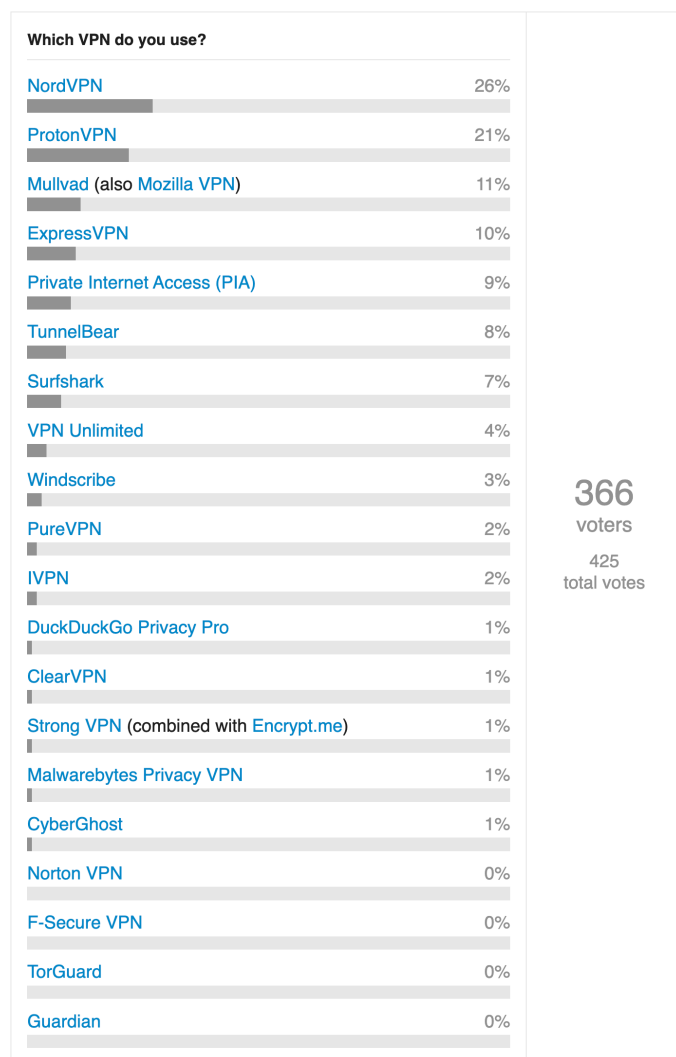 Which VPN do you use?
NordVPN 26%
ProtonVPN 21%
Mullvad (also Mozilla VPN) 11%
ExpressVPN 10%
Private Internet Access (PIA) 9%
TunnelBear 8%
Surfshark 7%
VPN Unlimited 4%
Windscribe 3%
PureVPN 2%
IVPN 2%
DuckDuckGo Privacy Pro 1%
ClearVPN 1%
Strong VPN (combined with Encrypt.me) 1%
Malwarebytes Privacy VPN 1%
CyberGhost 1%
Norton VPN 0%
F-Secure VPN 0%
TorGuard 0%
Guardian 0%
366
voters
425
total votes